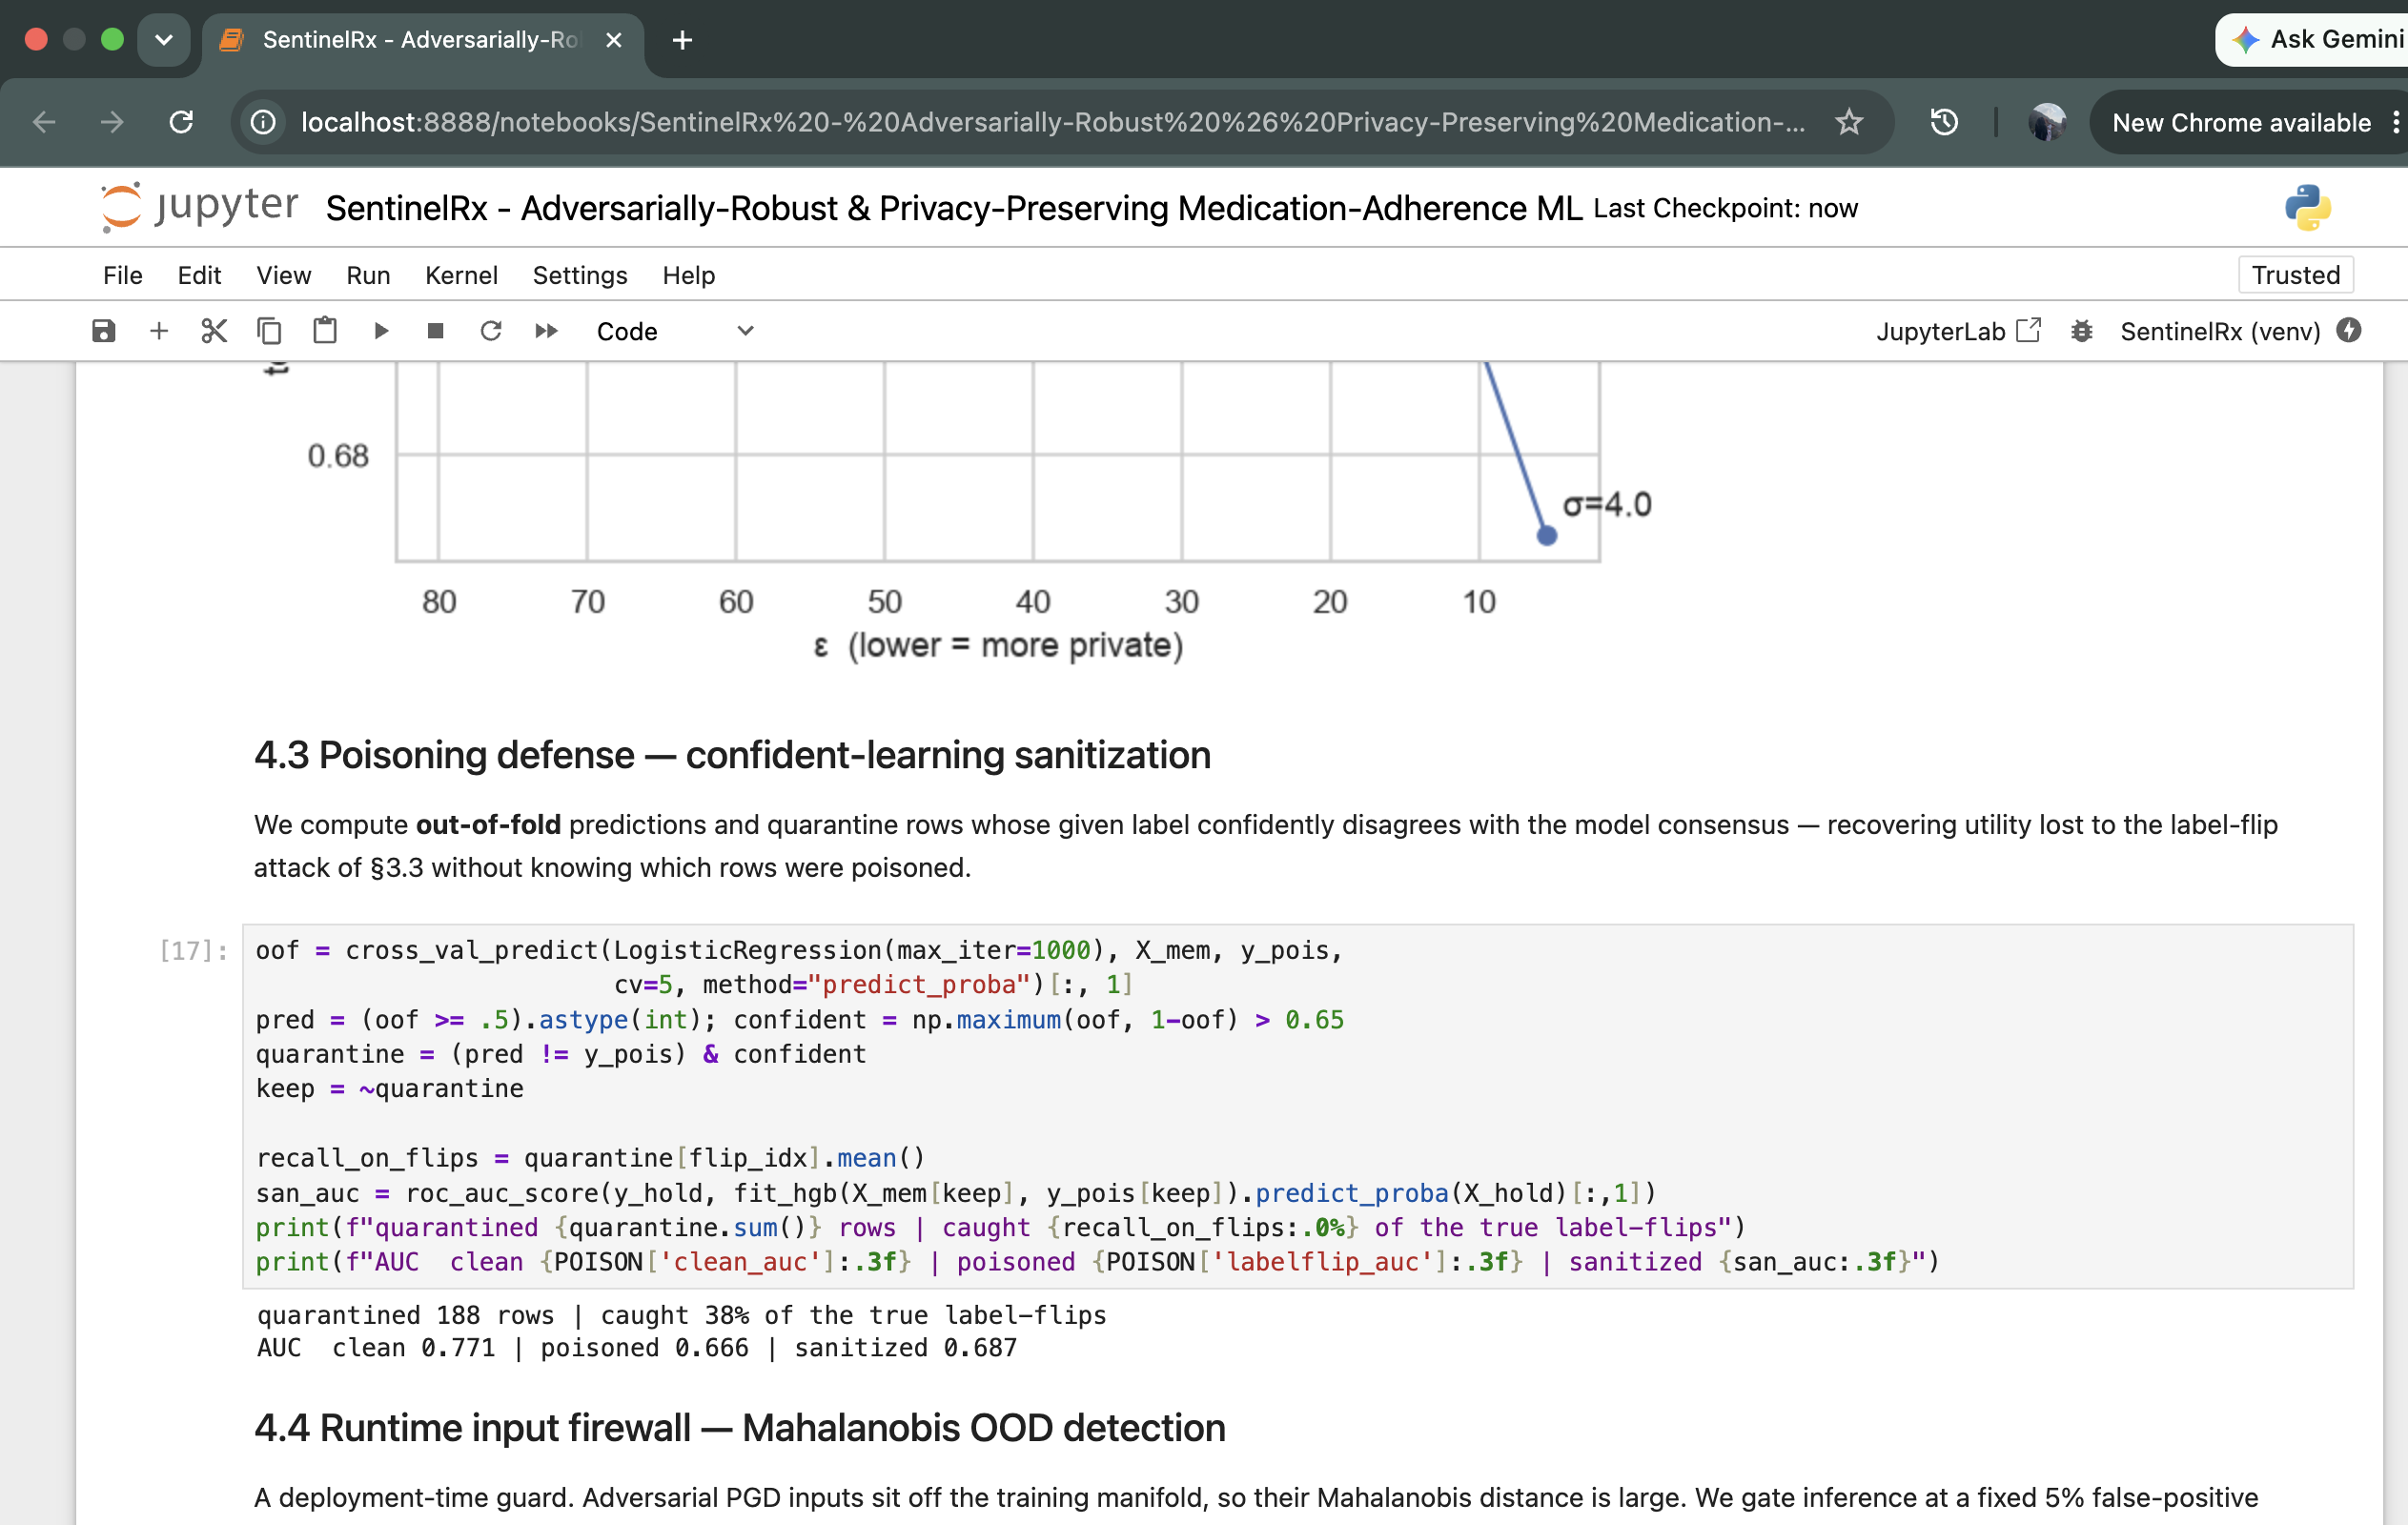 SentinelRx - Adversarially-Ro
Ask Gemini
localhost:8888/notebooks/SentinelRx%20-%20Adversarially-Robust%20%26%20Privacy-Preserving%20Medication-...
New Chrome available
jupyter SentinelRx - Adversarially-Robust & Privacy-Preserving Medication-Adherence ML Last Checkpoint: now
File Edit View Run Kernel Settings Help
Trusted
Code
JupyterLab
SentinelRx (venv)
0.68
σ=4.0
80 70 60 50 40 30 20 10
ε (lower = more private)
4.3 Poisoning defense — confident-learning sanitization
We compute out-of-fold predictions and quarantine rows whose given label confidently disagrees with the model consensus — recovering utility lost to the label-flip
attack of §3.3 without knowing which rows were poisoned.
[17]:
oof = cross_val_predict(LogisticRegression(max_iter=1000), X_mem, y_pois,
                        cv=5, method="predict_proba")[:, 1]
pred = (oof >= .5).astype(int); confident = np.maximum(oof, 1-oof) > 0.65
quarantine = (pred != y_pois) & confident
keep = ~quarantine
recall_on_flips = quarantine[flip_idx].mean()
san_auc = roc_auc_score(y_hold, fit_hgb(X_mem[keep], y_pois[keep]).predict_proba(X_hold)[:,1])
print(f"quarantined {quarantine.sum()} rows | caught {recall_on_flips:.0%} of the true label-flips")
print(f"AUC  clean {POISON['clean_auc']:.3f} | poisoned {POISON['labelflip_auc']:.3f} | sanitized {san_auc:.3f}")
quarantined 188 rows | caught 38% of the true label-flips
AUC  clean 0.771 | poisoned 0.666 | sanitized 0.687
4.4 Runtime input firewall — Mahalanobis OOD detection
A deployment-time guard. Adversarial PGD inputs sit off the training manifold, so their Mahalanobis distance is large. We gate inference at a fixed 5% false-positive